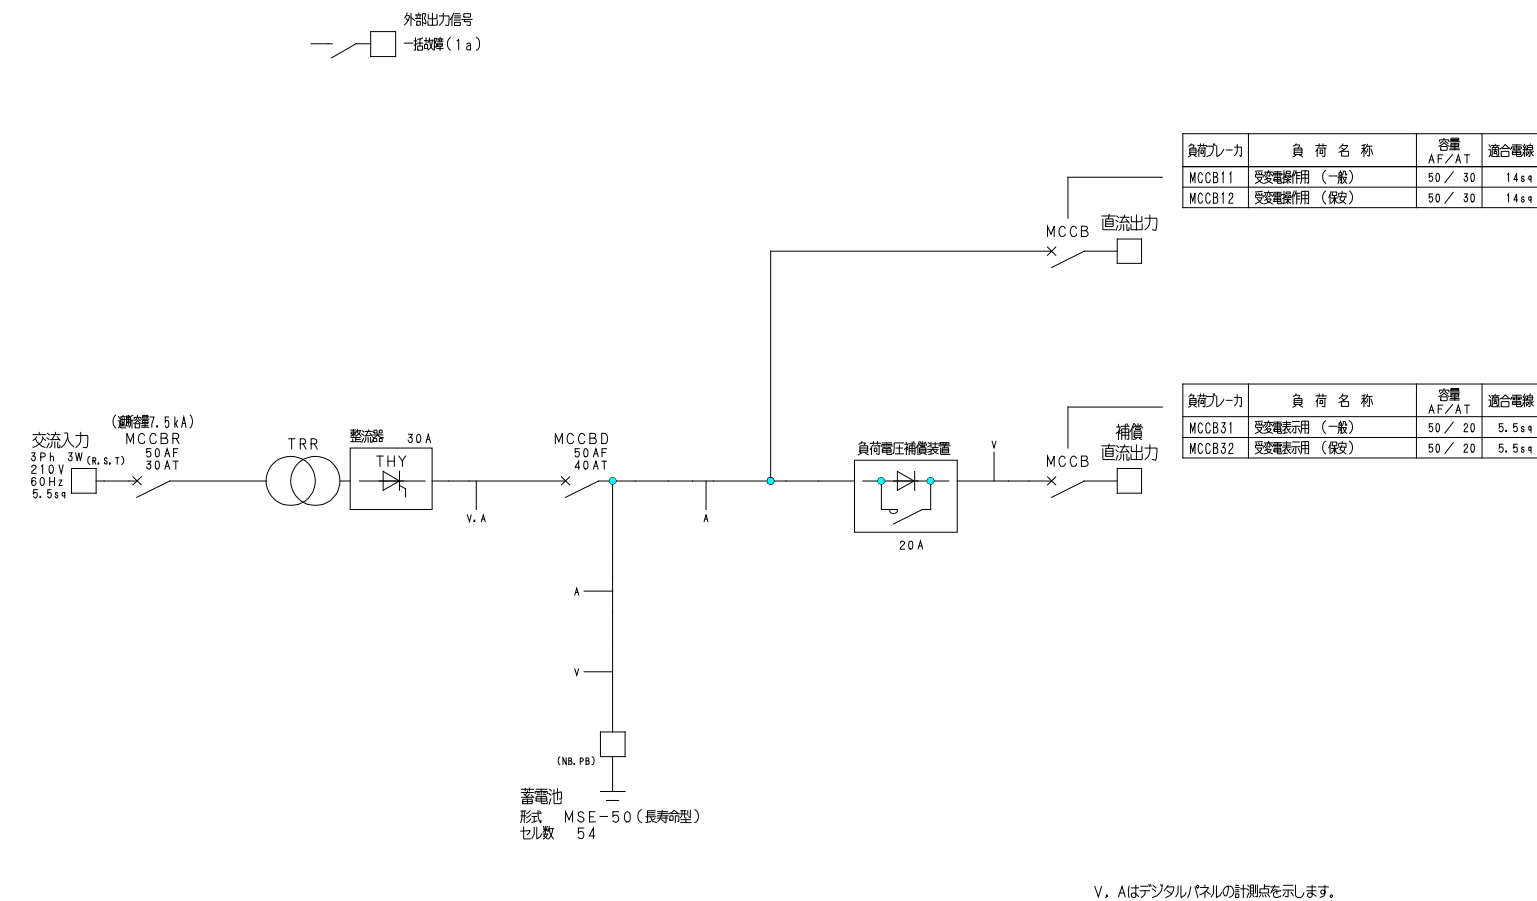 外部出力信号
一括故障(1a)
負荷ブレーカ 負荷名称 容量 AF/AT 適合電線
MCCB11 受変電操作用 (一般) 50/ 30 14sq
MCCB12 受変電操作用 (保安) 50/ 30 14sq
MCCB
直流出力
負荷ブレーカ 負荷名称 容量 AF/AT 適合電線
MCCB31 受変電表示用 (一般) 50/ 20 5.5sq
MCCB32 受変電表示用 (保安) 50/ 20 5.5sq
交流入力
3Ph 3W(R,S,T)
210V
60Hz
5.5sq
(遮断容量7.5kA)
MCCBR
50AF
30AT
TRR
整流器 30A
THY
V.A
MCCBD
50AF
40AT
A
負荷電圧補償装置
20A
V
MCCB
補償
直流出力
A
V
(NB.PB)
蓄電池
形式 MSE-50(長寿命型)
セル数 54
V, Aはデジタルパネルの計測点を示します。